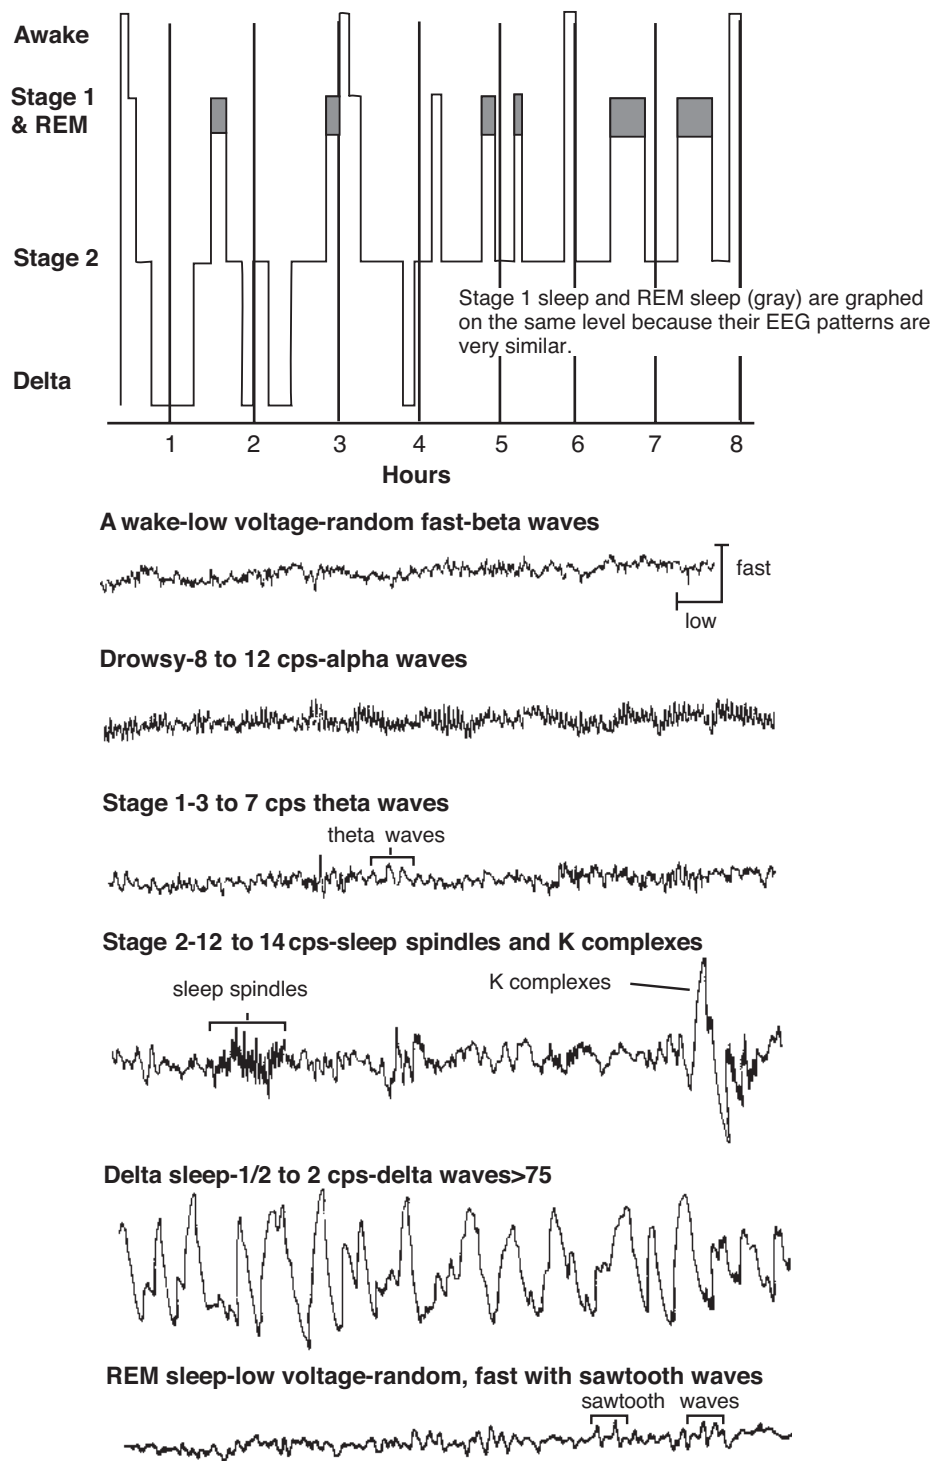 Awake
Stage 1
& REM
Stage 2
Stage 1 sleep and REM sleep (gray) are graphed
on the same level because their EEG patterns are
very similar.
Delta
1 2 3 4 5 6 7 8
Hours
A wake-low voltage-random fast-beta waves
fast
low
Drowsy-8 to 12 cps-alpha waves
Stage 1-3 to 7 cps theta waves
theta waves
Stage 2-12 to 14 cps-sleep spindles and K complexes
sleep spindles
K complexes
Delta sleep-1/2 to 2 cps-delta waves>75
REM sleep-low voltage-random, fast with sawtooth waves
sawtooth waves